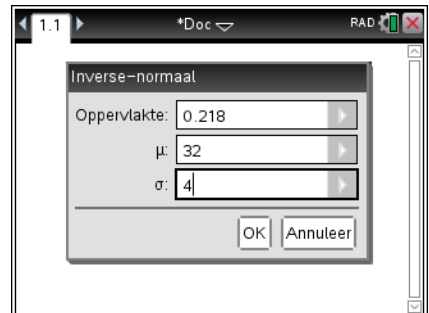 1.1 *Doc RAD
Inverse-normaal
Oppervlakte: 0.218
μ: 32
σ: 4
OK Annuleer